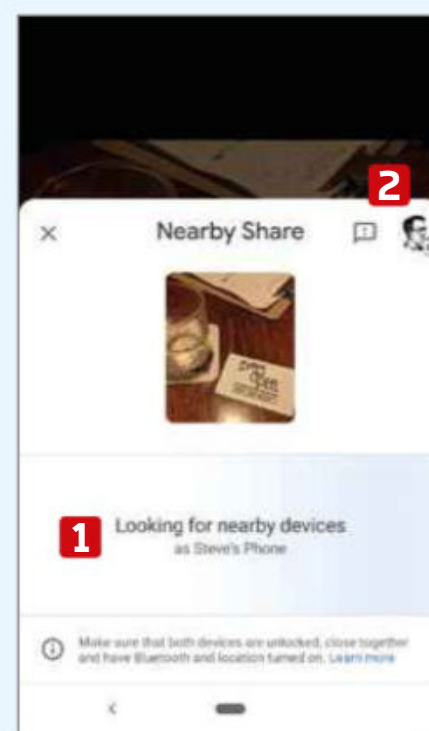 2
Nearby Share
1
Looking for nearby devices
as Steve's Phone
Make sure that both devices are unlocked, close together
and have Bluetooth and location turned on. Learn more